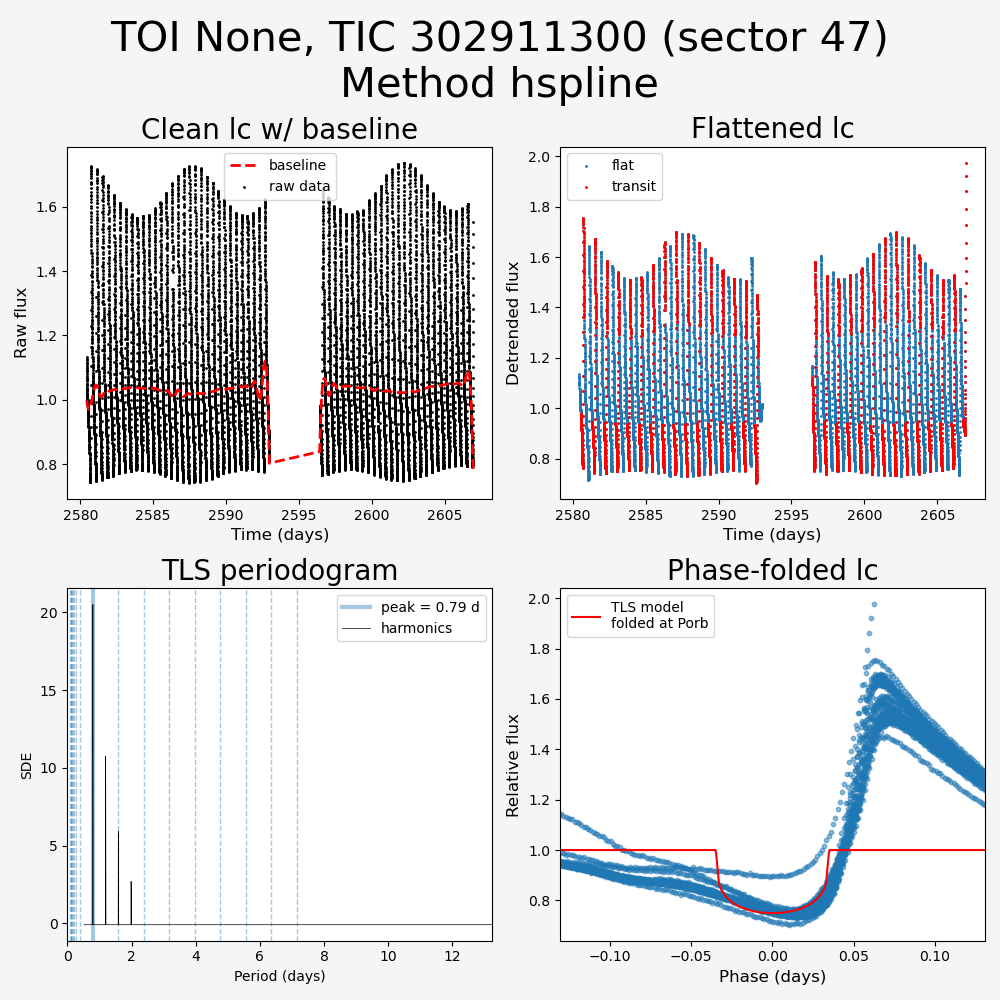 TOI None, TIC 302911300 (sector 47)
Method hspline
Clean lc w/ baseline
Flattened lc
baseline
raw data
flat
transit
Raw flux
1.6
1.4
1.2
1.0
0.8
2580 2585 2590 2595 2600 2605
Time (days)
Detrended flux
2.0
1.8
1.6
1.4
1.2
1.0
0.8
2580 2585 2590 2595 2600 2605
Time (days)
TLS periodogram
Phase-folded lc
peak = 0.79 d
harmonics
TLS model
folded at Porb
SDE
20
15
10
5
0
0 2 4 6 8 10 12
Period (days)
Relative flux
2.0
1.8
1.6
1.4
1.2
1.0
0.8
−0.10 −0.05 0.00 0.05 0.10
Phase (days)